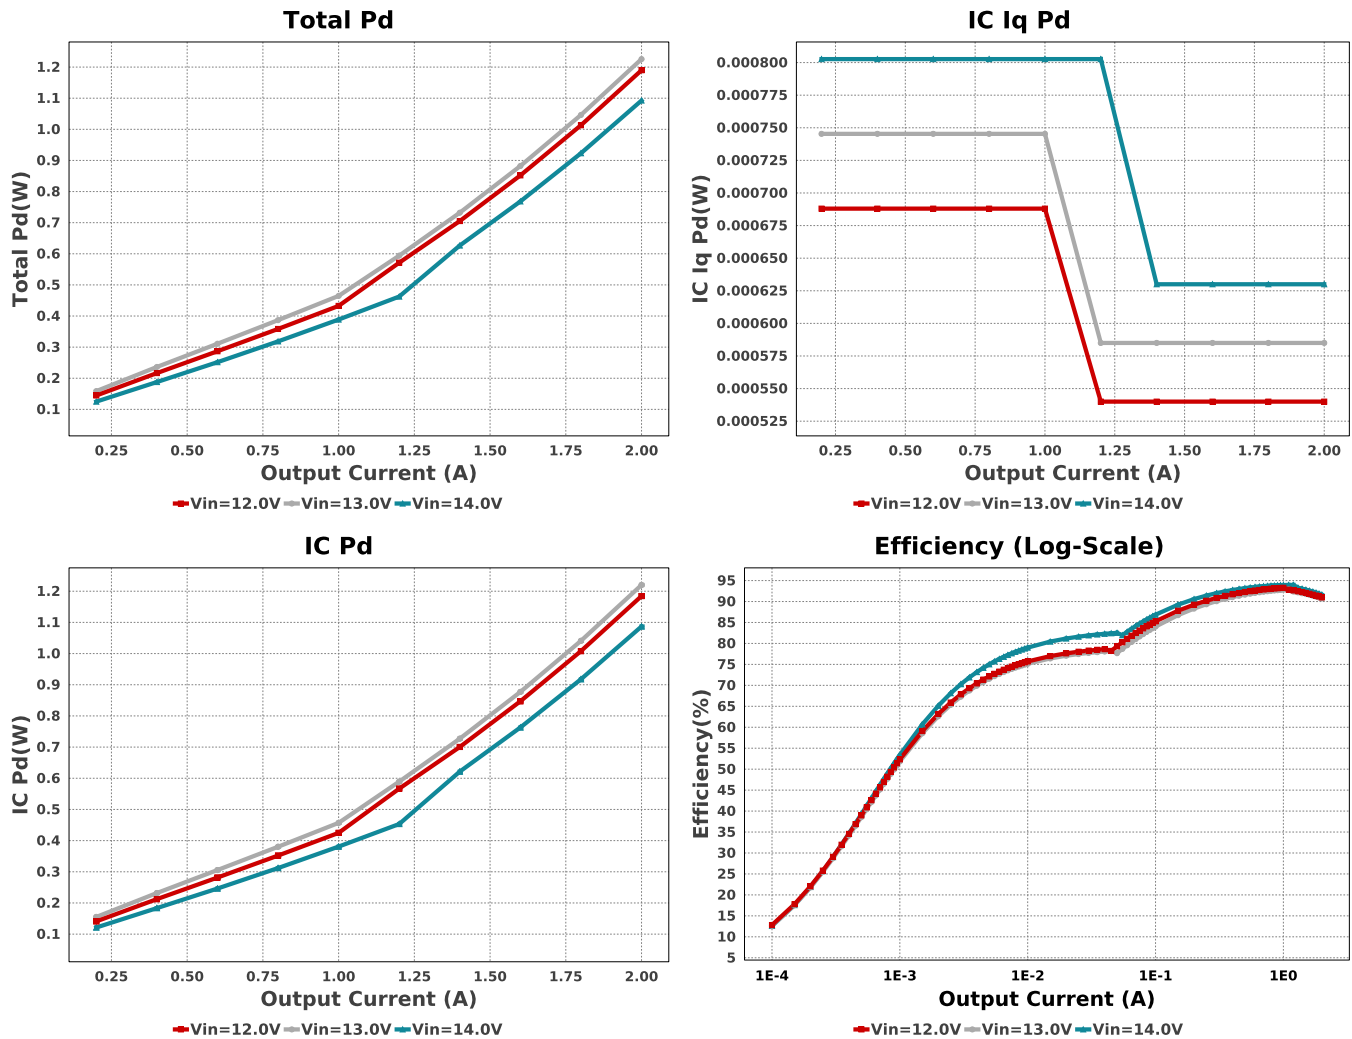 Total Pd
1.2
1.1
1.0
0.9
0.8
0.7
0.6
0.5
0.4
0.3
0.2
0.1
Total Pd(W)
0.25 0.50 0.75 1.00 1.25 1.50 1.75 2.00
Output Current (A)
Vin=12.0V Vin=13.0V Vin=14.0V
IC Iq Pd
0.000800
0.000775
0.000750
0.000725
0.000700
0.000675
0.000650
0.000625
0.000600
0.000575
0.000550
0.000525
IC Iq Pd(W)
0.25 0.50 0.75 1.00 1.25 1.50 1.75 2.00
Output Current (A)
Vin=12.0V Vin=13.0V Vin=14.0V
IC Pd
1.2
1.1
1.0
0.9
0.8
0.7
0.6
0.5
0.4
0.3
0.2
0.1
IC Pd(W)
0.25 0.50 0.75 1.00 1.25 1.50 1.75 2.00
Output Current (A)
Vin=12.0V Vin=13.0V Vin=14.0V
Efficiency (Log-Scale)
95
90
85
80
75
70
65
60
55
50
45
40
35
30
25
20
15
10
5
Efficiency(%)
1E-4 1E-3 1E-2 1E-1 1E0
Output Current (A)
Vin=12.0V Vin=13.0V Vin=14.0V